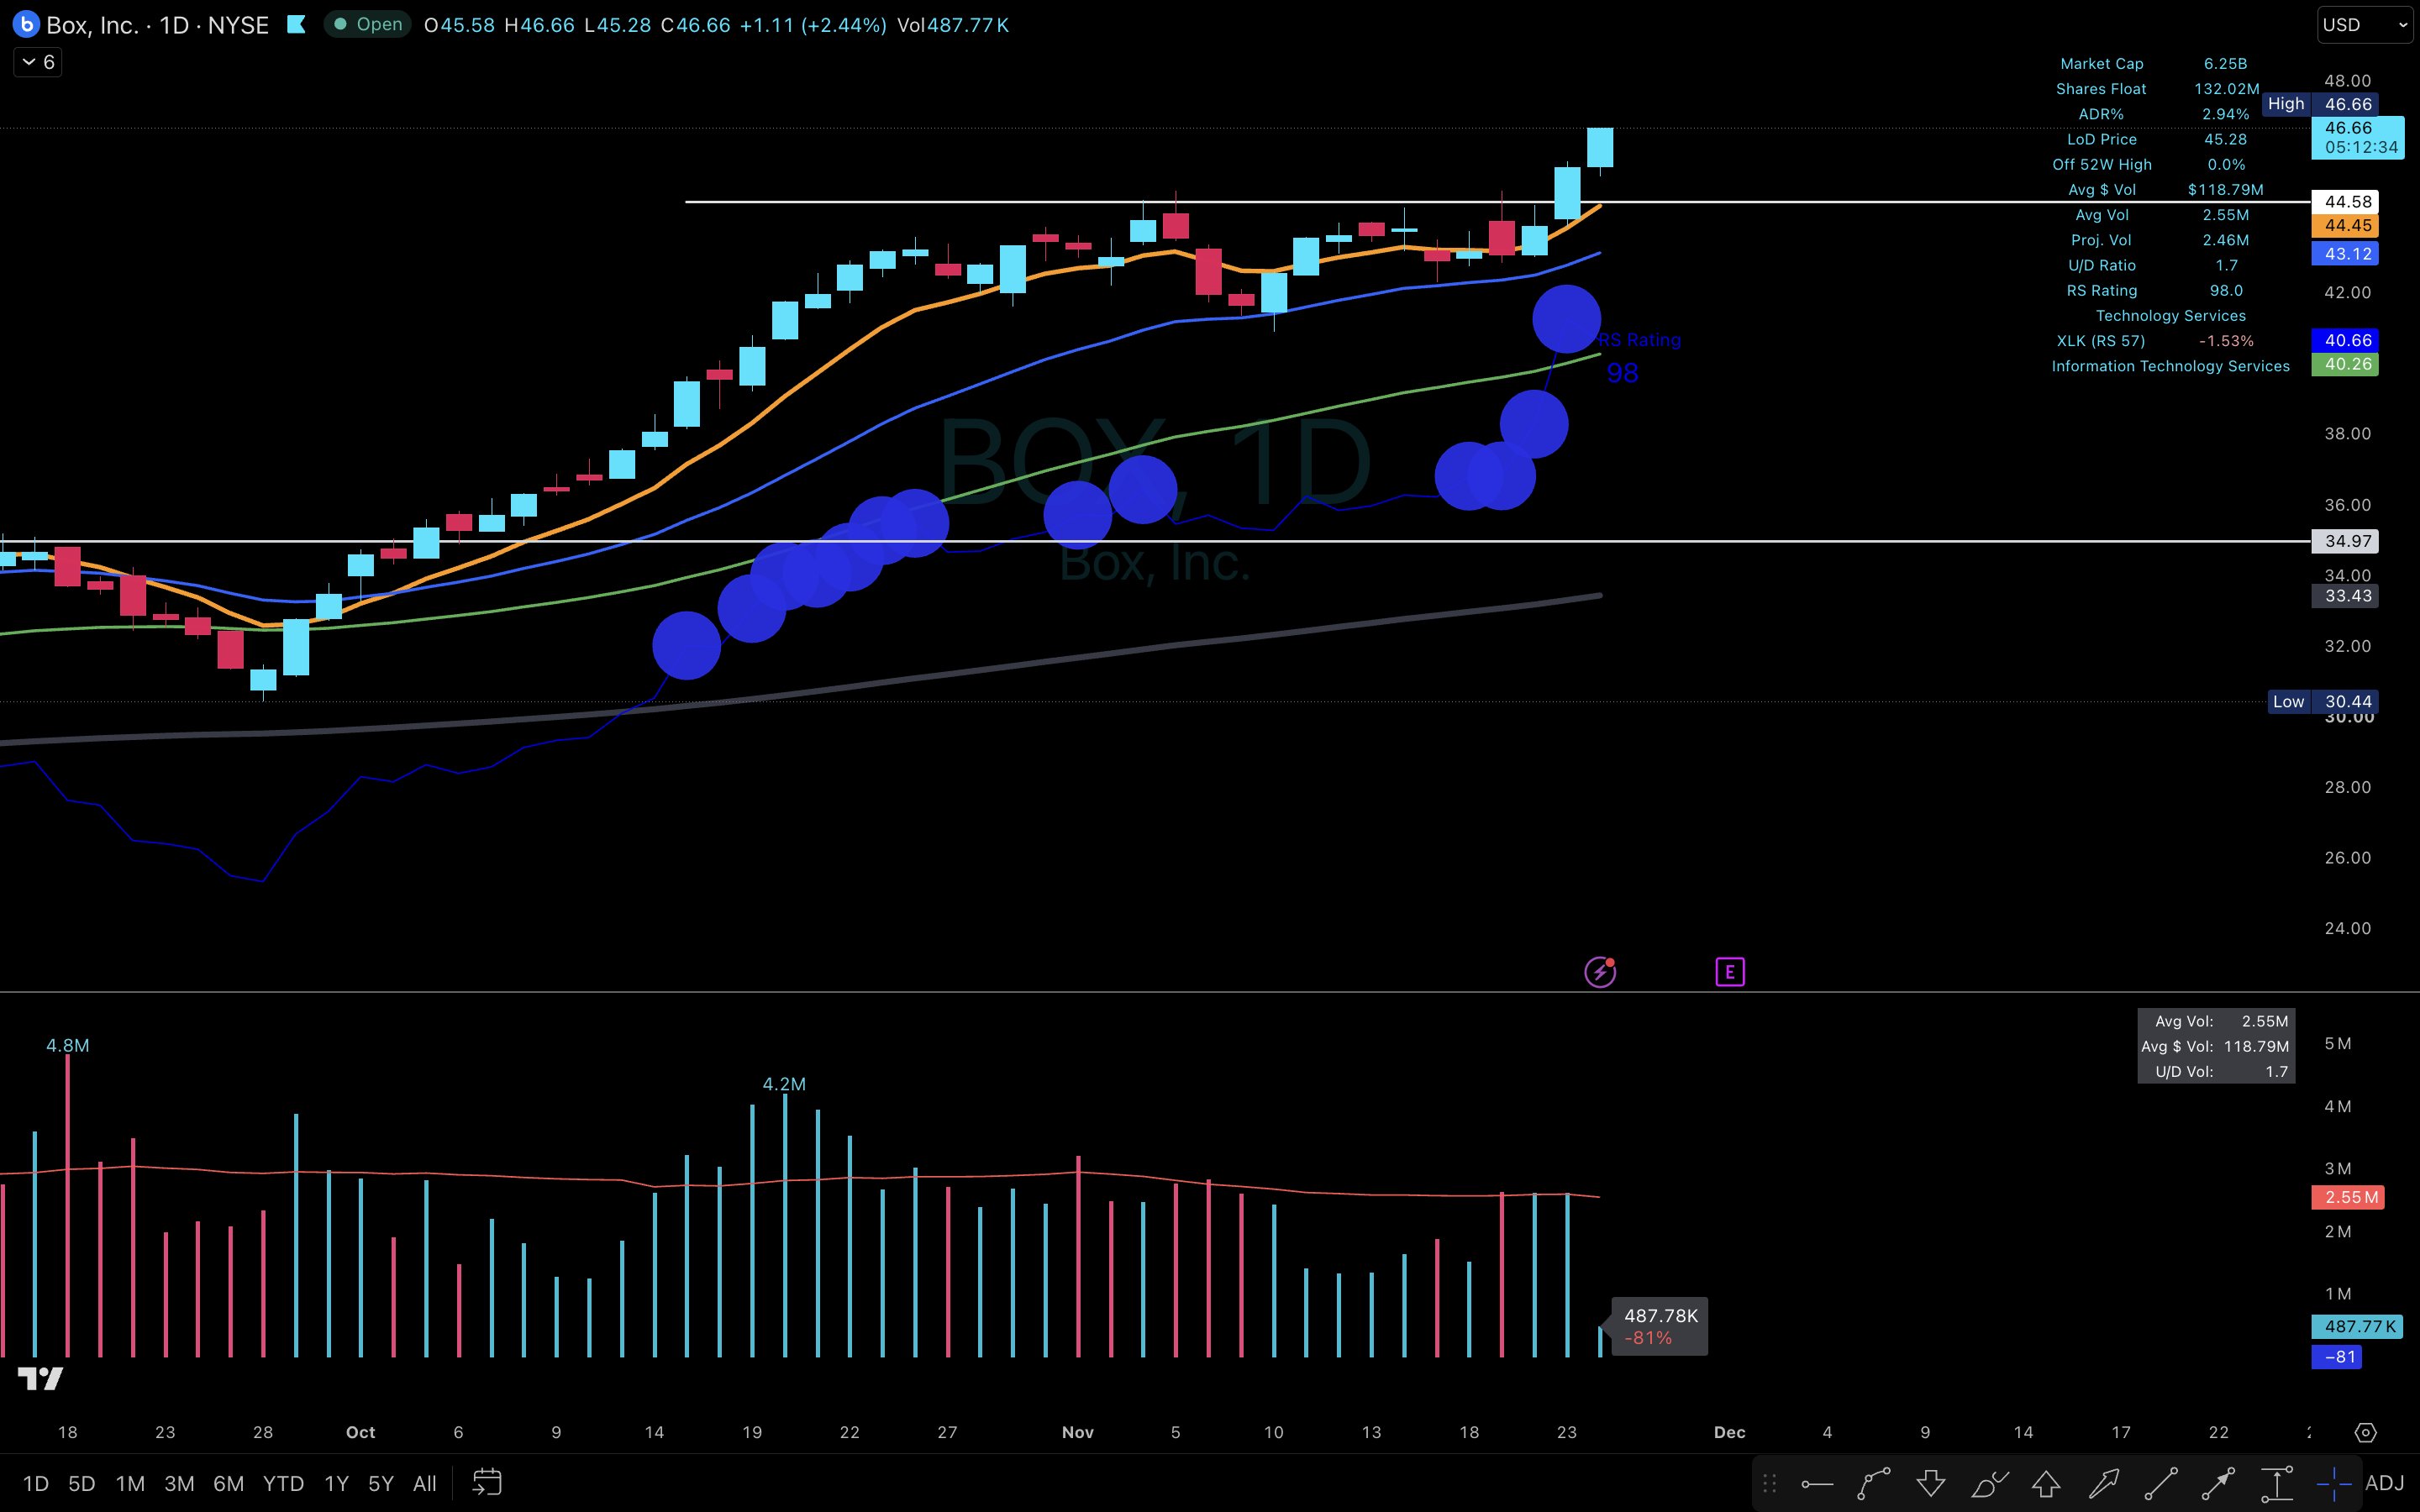 b Box, Inc. · 1D · NYSE Open O45.58 H46.66 L45.28 C46.66 +1.11 (+2.44%) Vol487.77K
USD
6
Market Cap 6.25B
Shares Float 132.02M
ADR% 2.94%
LoD Price 45.28
Off 52W High 0.0%
Avg $ Vol $118.79M
Avg Vol 2.55M
Proj. Vol 2.46M
U/D Ratio 1.7
RS Rating 98.0
Technology Services
XLK (RS 57) -1.53%
Information Technology Services
48.00
High 46.66
46.66
05:12:34
44.58
44.45
43.12
42.00
40.66
40.26
38.00
36.00
34.97
34.00
33.43
32.00
Low 30.44
30.00
28.00
26.00
24.00
RS Rating
98
BOX, 1D
Box, Inc.
E
Avg Vol: 2.55M
Avg $ Vol: 118.79M
U/D Vol: 1.7
4.8M
4.2M
5 M
4 M
3 M
2.55 M
2 M
1 M
487.77 K
−81
487.78K
-81%
18 23 28 Oct 6 9 14 19 22 27 Nov 5 10 13 18 23 Dec 4 9 14 17 22
1D 5D 1M 3M 6M YTD 1Y 5Y All
ADJ